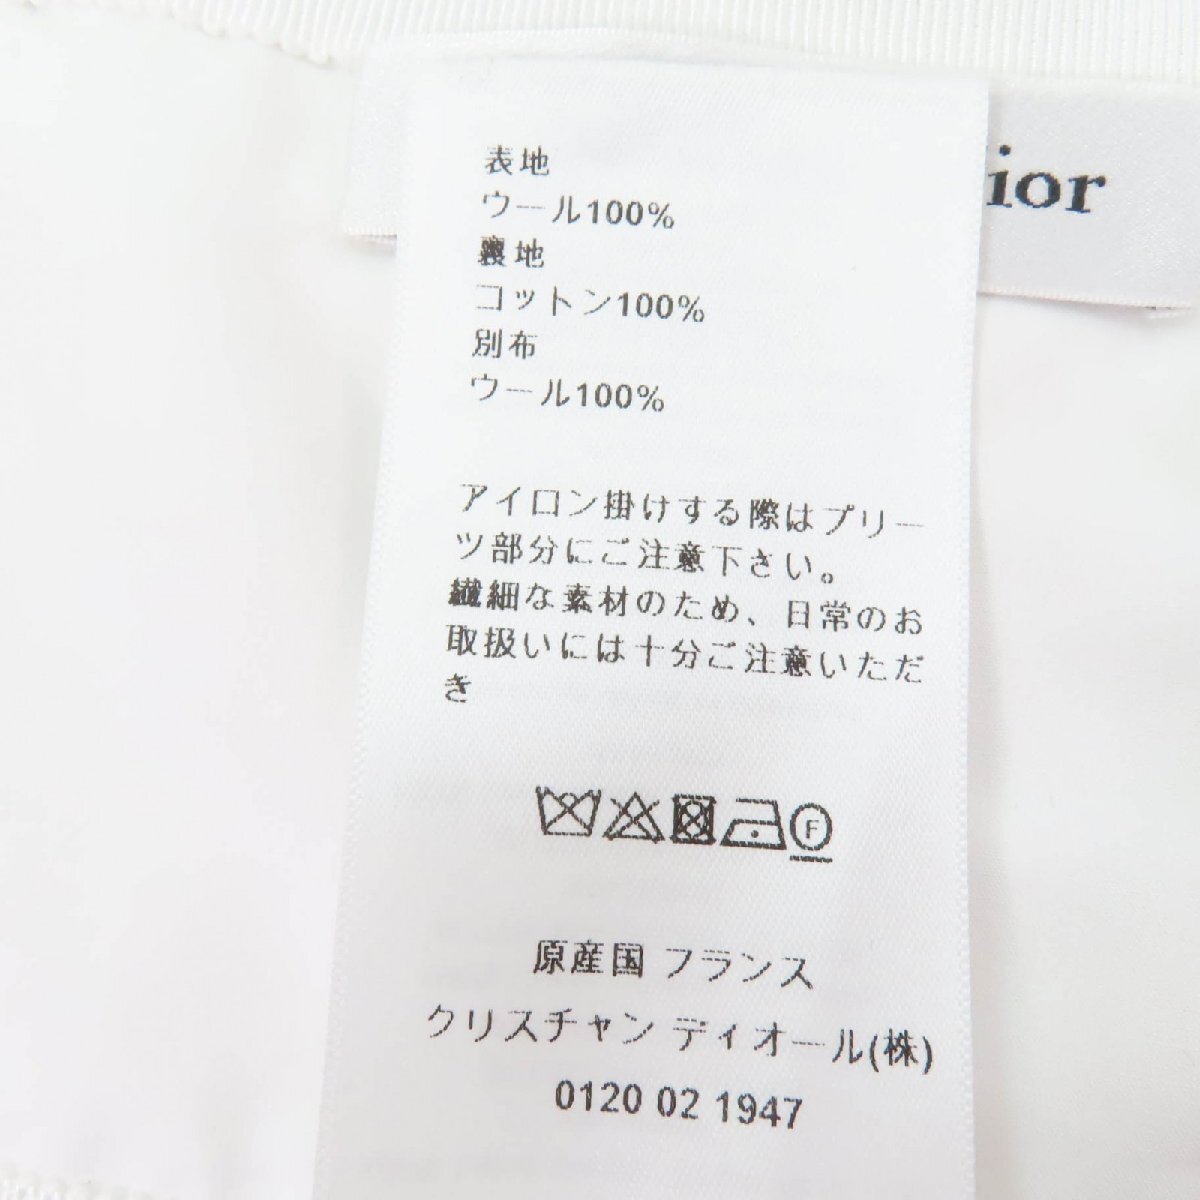 表地
ウール100%
裏地
コットン100%
別布
ウール100%
アイロン掛けする際はプリー
ツ部分にご注意下さい。
繊細な素材のため、日常のお
取扱いには十分ご注意いただ
き
F
原産国 フランス
クリスチャン ディオール(株)
0120 02 1947
ior